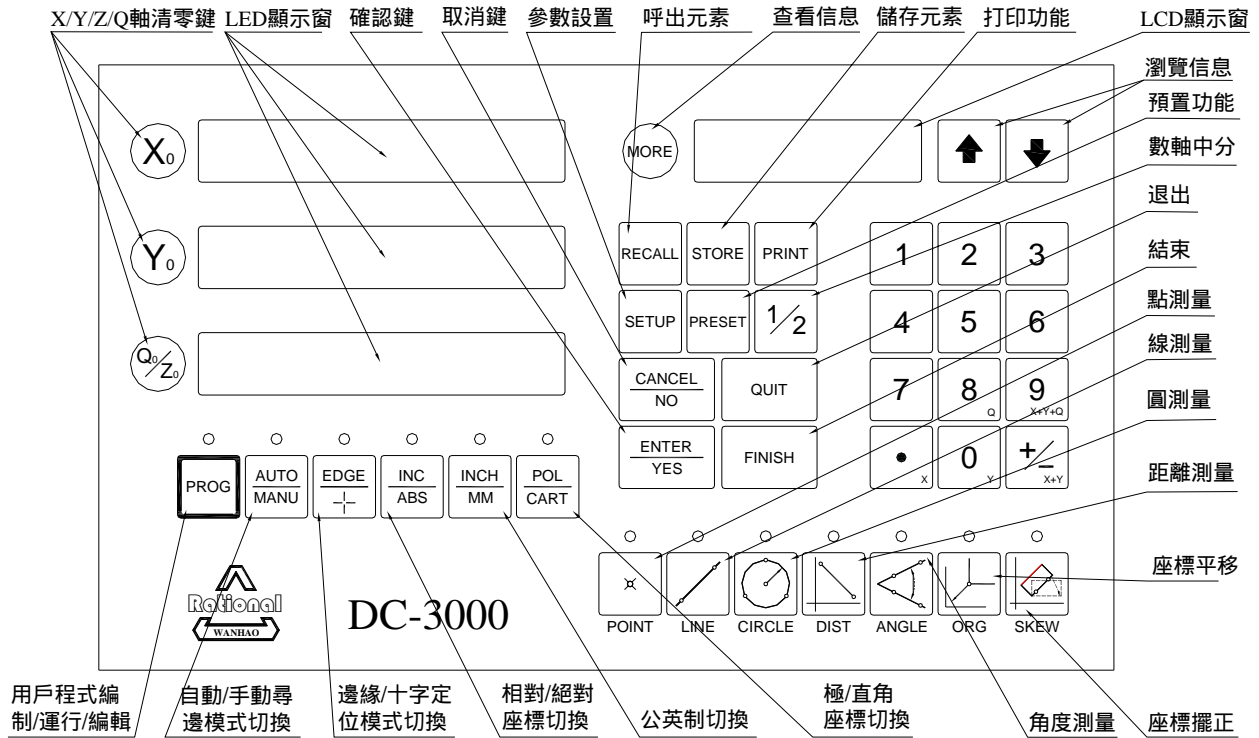 X/Y/Z/Q軸清零鍵 LED顯示窗 確認鍵 取消鍵 參數設置 呼出元素 查看信息 儲存元素 打印功能 LCD顯示窗
瀏覽信息
預置功能
數軸中分
退出
結束
點測量
線測量
圓測量
距離測量
座標平移
X₀
MORE
Y₀
RECALL STORE PRINT 1 2 3
SETUP PRESET 1/2 4 5 6
Q₀/Z₀
CANCEL
NO
QUIT
7 8 9
Q X+Y+Q
ENTER
YES
FINISH
• 0 +/-
X Y X+Y
PROG
AUTO
MANU
EDGE
INC
ABS
INCH
MM
POL
CART
Rational
WANHAO
DC-3000
POINT LINE CIRCLE DIST ANGLE ORG SKEW
用戶程式編
制/運行/編輯
自動/手動尋
邊模式切換
邊緣/十字定
位模式切換
相對/絕對
座標切換
公英制切換
極/直角
座標切換
角度測量
座標擺正